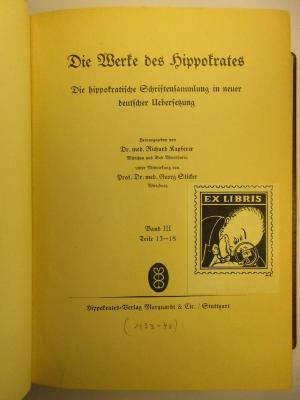 Die Werke des Hippokrates
Die hippokratische Schriftensammlung in neuer
deutscher Uebersetzung
Herausgegeben von
Dr. med. Richard Kapferer
München und Bad Wörishofen
unter Mitwirkung von
Prof. Dr. med. Georg Sticker
Würzburg
EX LIBRIS
Band III
Teile 15—18
Hippokrates-Verlag Marquardt & Cie. / Stuttgart
(1933-40)